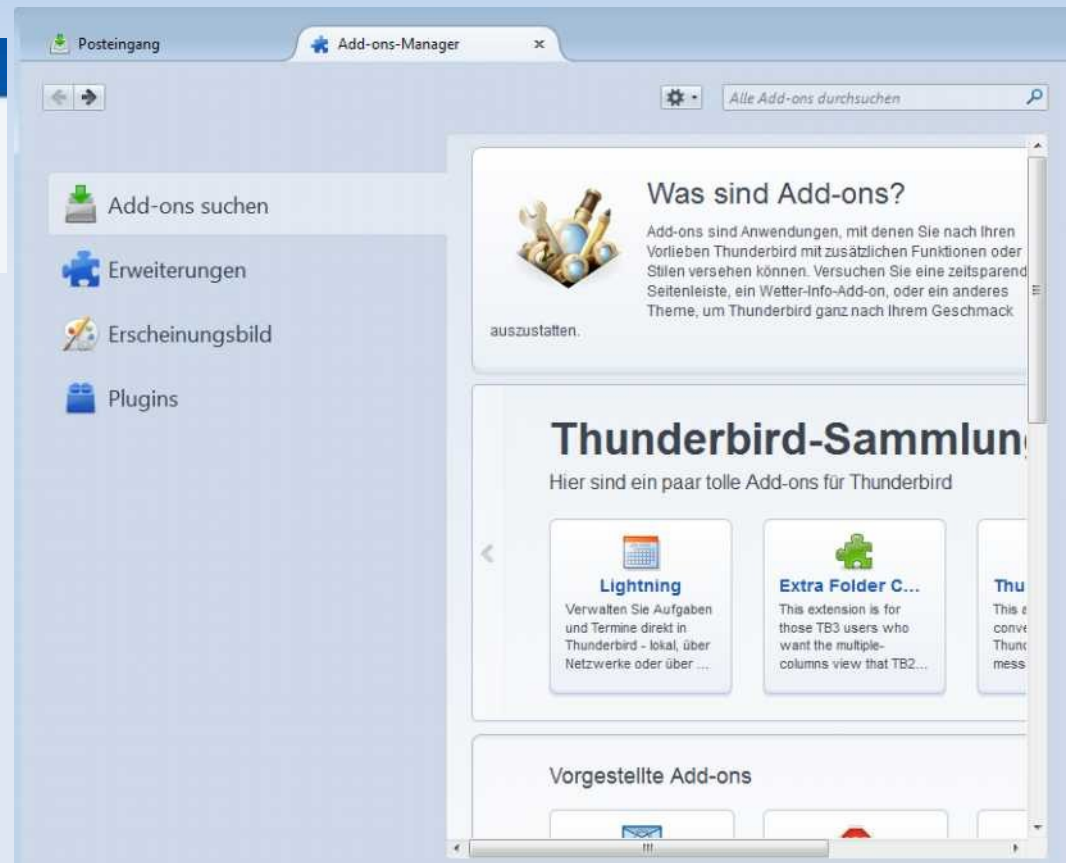 Posteingang
Add-ons-Manager
Alle Add-ons durchsuchen
Add-ons suchen
Erweiterungen
Erscheinungsbild
Plugins
Was sind Add-ons?
Add-ons sind Anwendungen, mit denen Sie nach Ihren
Vorlieben Thunderbird mit zusätzlichen Funktionen oder
Stilen versehen können. Versuchen Sie eine zeitsparend
Seitenleiste, ein Wetter-Info-Add-on, oder ein anderes
Theme, um Thunderbird ganz nach Ihrem Geschmack
auszustatten.
Thunderbird-Sammlung
Hier sind ein paar tolle Add-ons für Thunderbird
Lightning
Verwalten Sie Aufgaben
und Termine direkt in
Thunderbird - lokal, über
Netzwerke oder über ...
Extra Folder C...
This extension is for
those TB3 users who
want the multiple-
columns view that TB2...
Thu
This a
conve
Thund
mess
Vorgestellte Add-ons